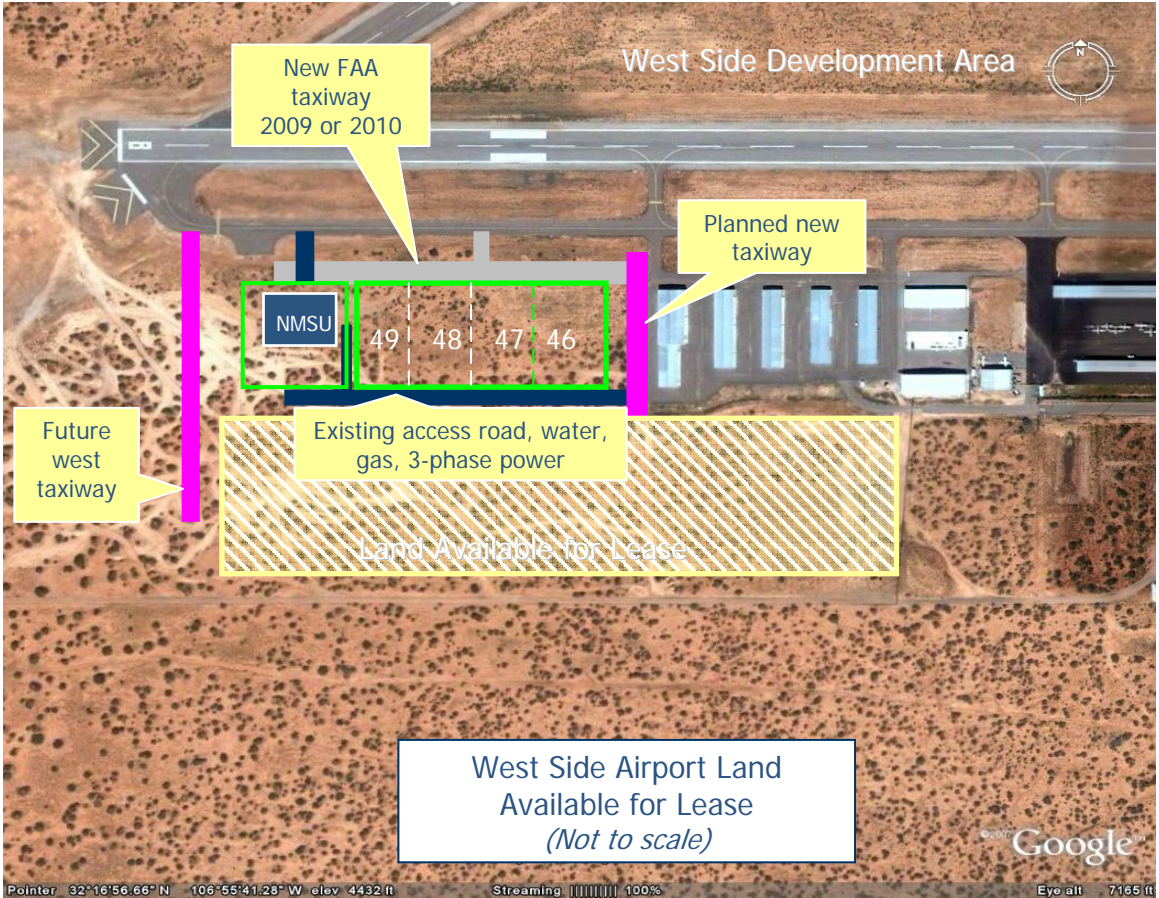 West Side Development Area
N
New FAA
taxiway
2009 or 2010
Planned new
taxiway
NMSU
49 48 47 46
Future
west
taxiway
Existing access road, water,
gas, 3-phase power
Land Available for Lease
West Side Airport Land
Available for Lease
(Not to scale)
©2007 Google™
Pointer 32°16'56.66" N 106°55'41.28" W elev 4432 ft Streaming |||||||||| 100% Eye alt 7165 ft